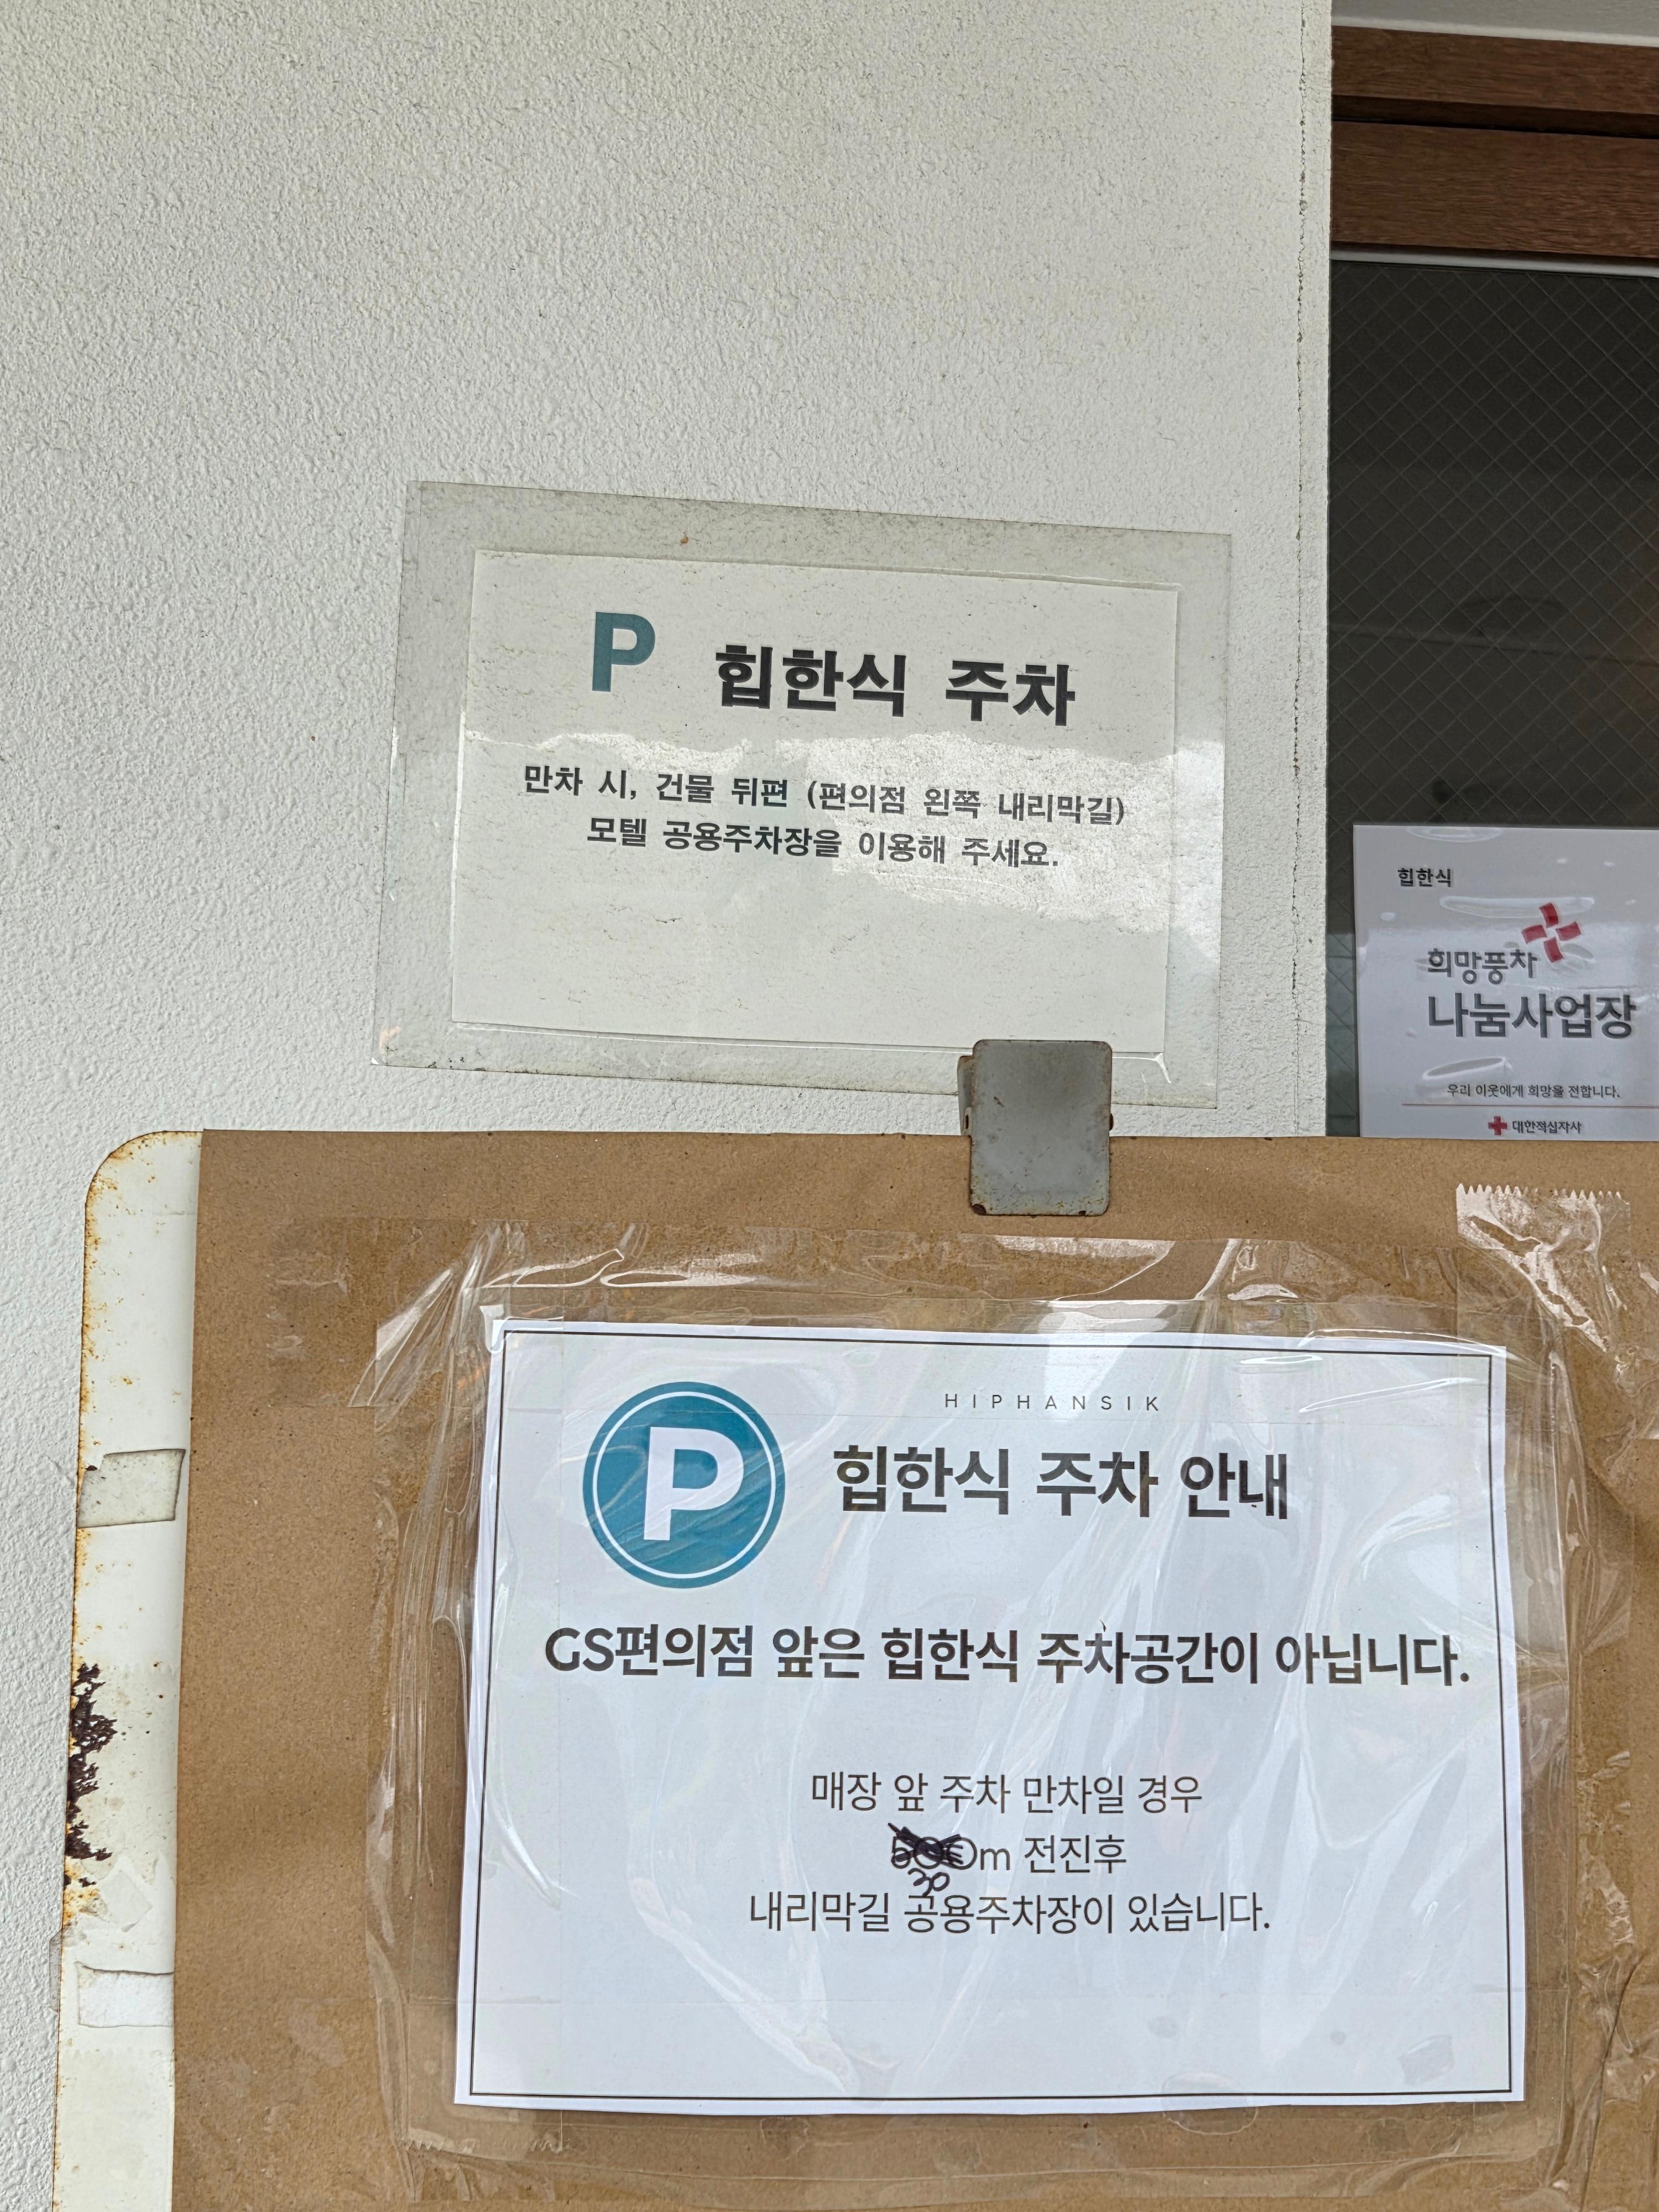 P 힙한식 주차
만차 시, 건물 뒤편 (편의점 왼쪽 내리막길)
모텔 공용주차장을 이용해 주세요.
힙한식
희망풍차
나눔사업장
우리 이웃에게 희망을 전합니다.
대한적십자사
HIPHANSIK
P 힙한식 주차 안내
GS편의점 앞은 힙한식 주차공간이 아닙니다.
매장 앞 주차 만차일 경우
500m 전진후
30
내리막길 공용주차장이 있습니다.